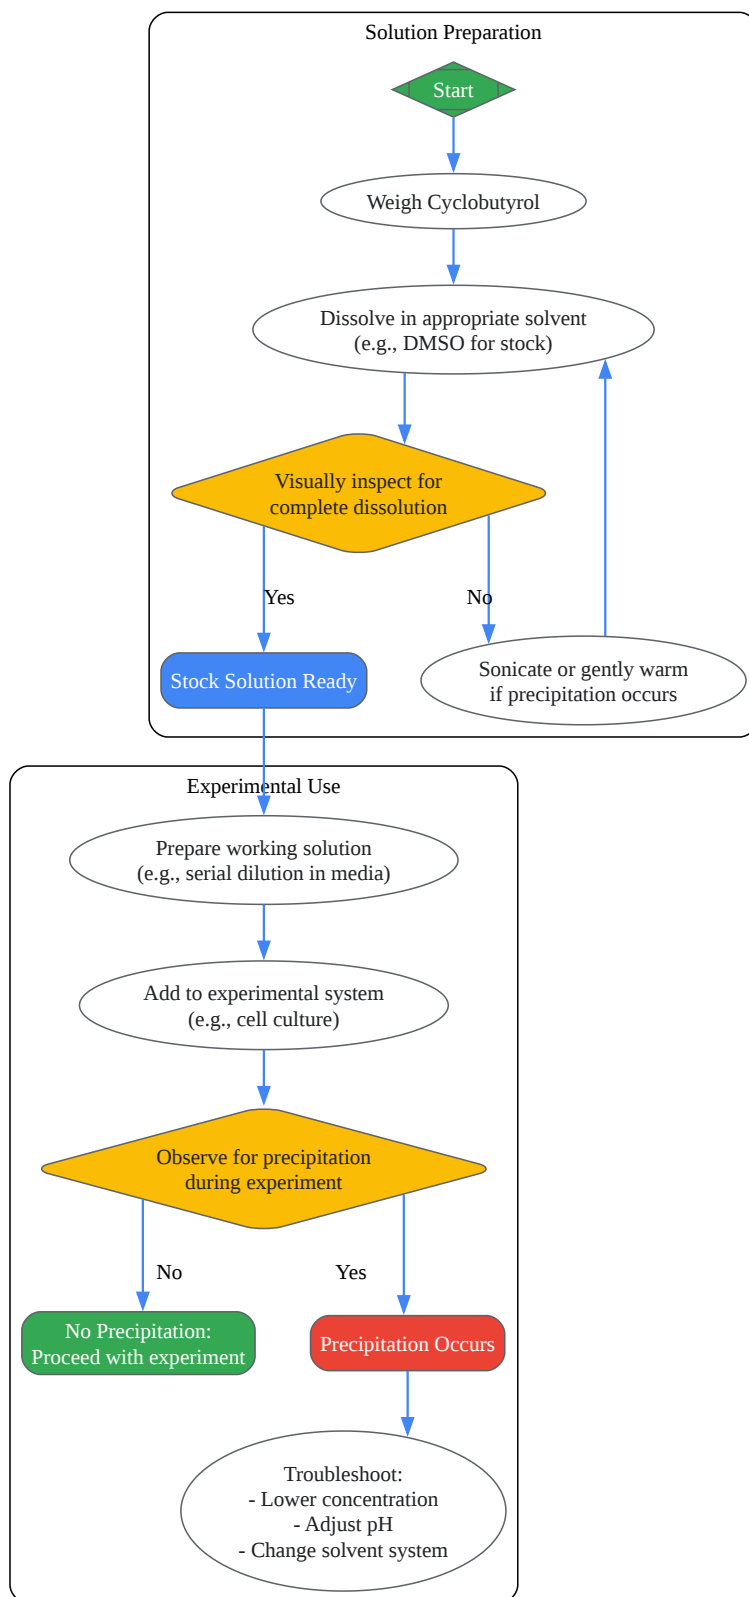 Solution Preparation
Start
Weigh Cyclobutyrol
Dissolve in appropriate solvent
(e.g., DMSO for stock)
Visually inspect for
complete dissolution
Yes
No
Stock Solution Ready
Sonicate or gently warm
if precipitation occurs
Experimental Use
Prepare working solution
(e.g., serial dilution in media)
Add to experimental system
(e.g., cell culture)
Observe for precipitation
during experiment
No
Yes
No Precipitation:
Proceed with experiment
Precipitation Occurs
Troubleshoot:
- Lower concentration
- Adjust pH
- Change solvent system